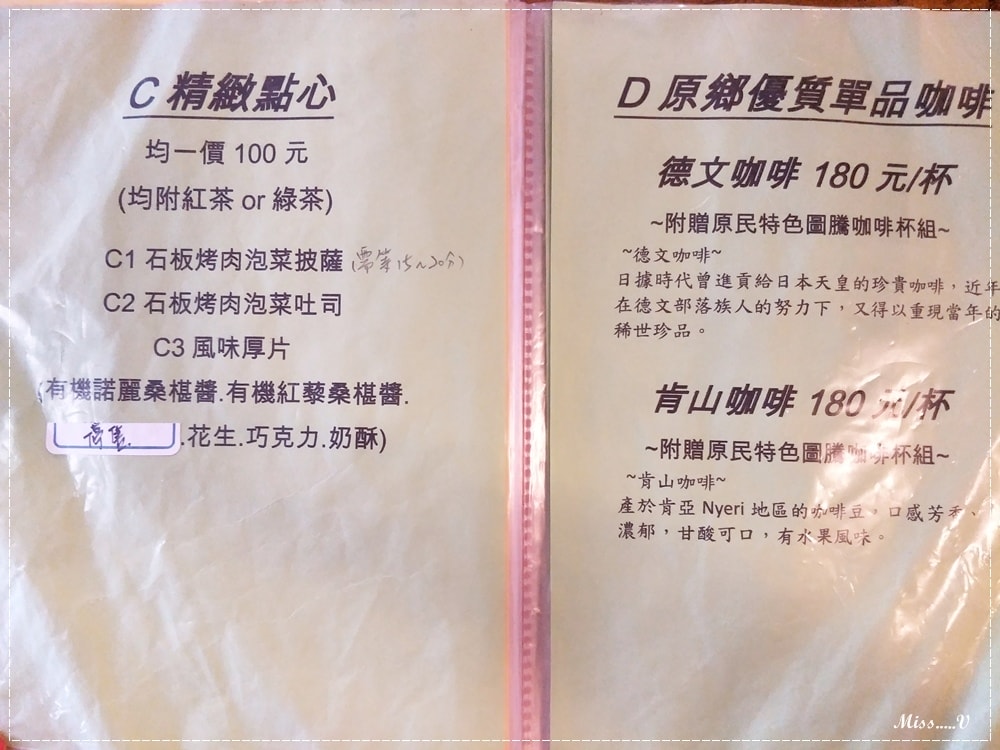 C 精緻點心
均一價 100 元
(均附紅茶 or 綠茶)
C1 石板烤肉泡菜披薩 (需等15~20分)
C2 石板烤肉泡菜吐司
C3 風味厚片
(有機諾麗桑椹醬.有機紅藜桑椹醬.
.花生.巧克力.奶酥)
D 原鄉優質單品咖啡
德文咖啡 180 元/杯
~附贈原民特色圖騰咖啡杯組~
~德文咖啡~
日據時代曾進貢給日本天皇的珍貴咖啡，近年
在德文部落族人的努力下，又得以重現當年的
稀世珍品。
肯山咖啡 180 元/杯
~附贈原民特色圖騰咖啡杯組~
~肯山咖啡~
產於肯亞 Nyeri 地區的咖啡豆。口感芳香、
濃郁，甘酸可口，有水果風味。
Miss.....V